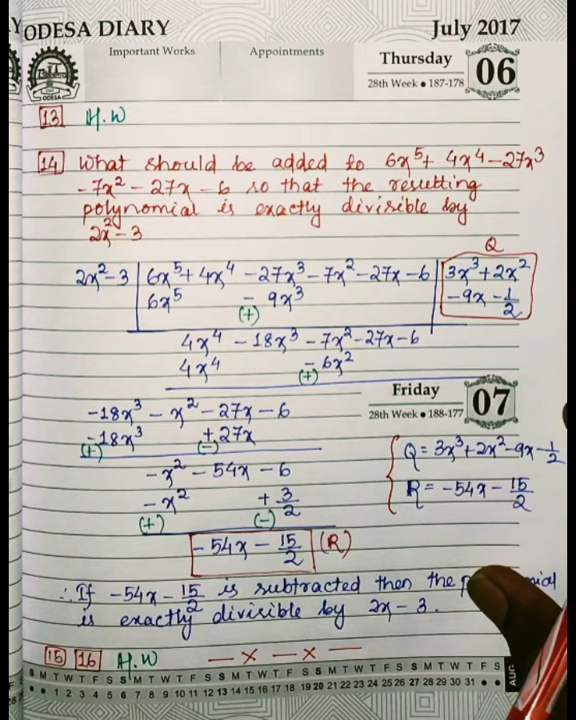 ODESA DIARY July 2017
Important Works Appointments Thursday 06
28th Week • 187-178
ODESA
13 H.W
14 What should be added to 6x⁵ + 4x⁴ - 27x³
- 7x² - 27x - 6 so that the resulting
polynomial is exactly divisible by
2x² - 3
Q
2x² - 3 | 6x⁵ + 4x⁴ - 27x³ - 7x² - 27x - 6 | 3x³ + 2x²
6x⁵ - 9x³ - 9x - 1/2
(+)
4x⁴ - 18x³ - 7x² - 27x - 6
4x⁴ - 6x²
(+)
Friday 07
28th Week • 188-177
-18x³ - x² - 27x - 6
-18x³ + 27x
(+) (-)
Q = 3x³ + 2x² - 9x - 1/2
R = -54x - 15/2
-x² - 54x - 6
-x² + 3/2
(+) (-)
-54x - 15/2 (R)
∴ If -54x - 15/2 is subtracted then the
is exactly divisible by 2x - 3.
15 16 H.W — x — x —
S M T W T F S S M T W T F S S M T W T F S S M T W T F S S M T W T F S
• • 1 2 3 4 5 6 7 8 9 10 11 12 13 14 15 16 17 18 19 20 21 22 23 24 25 26 27 28 29 30 31 • •
AUG